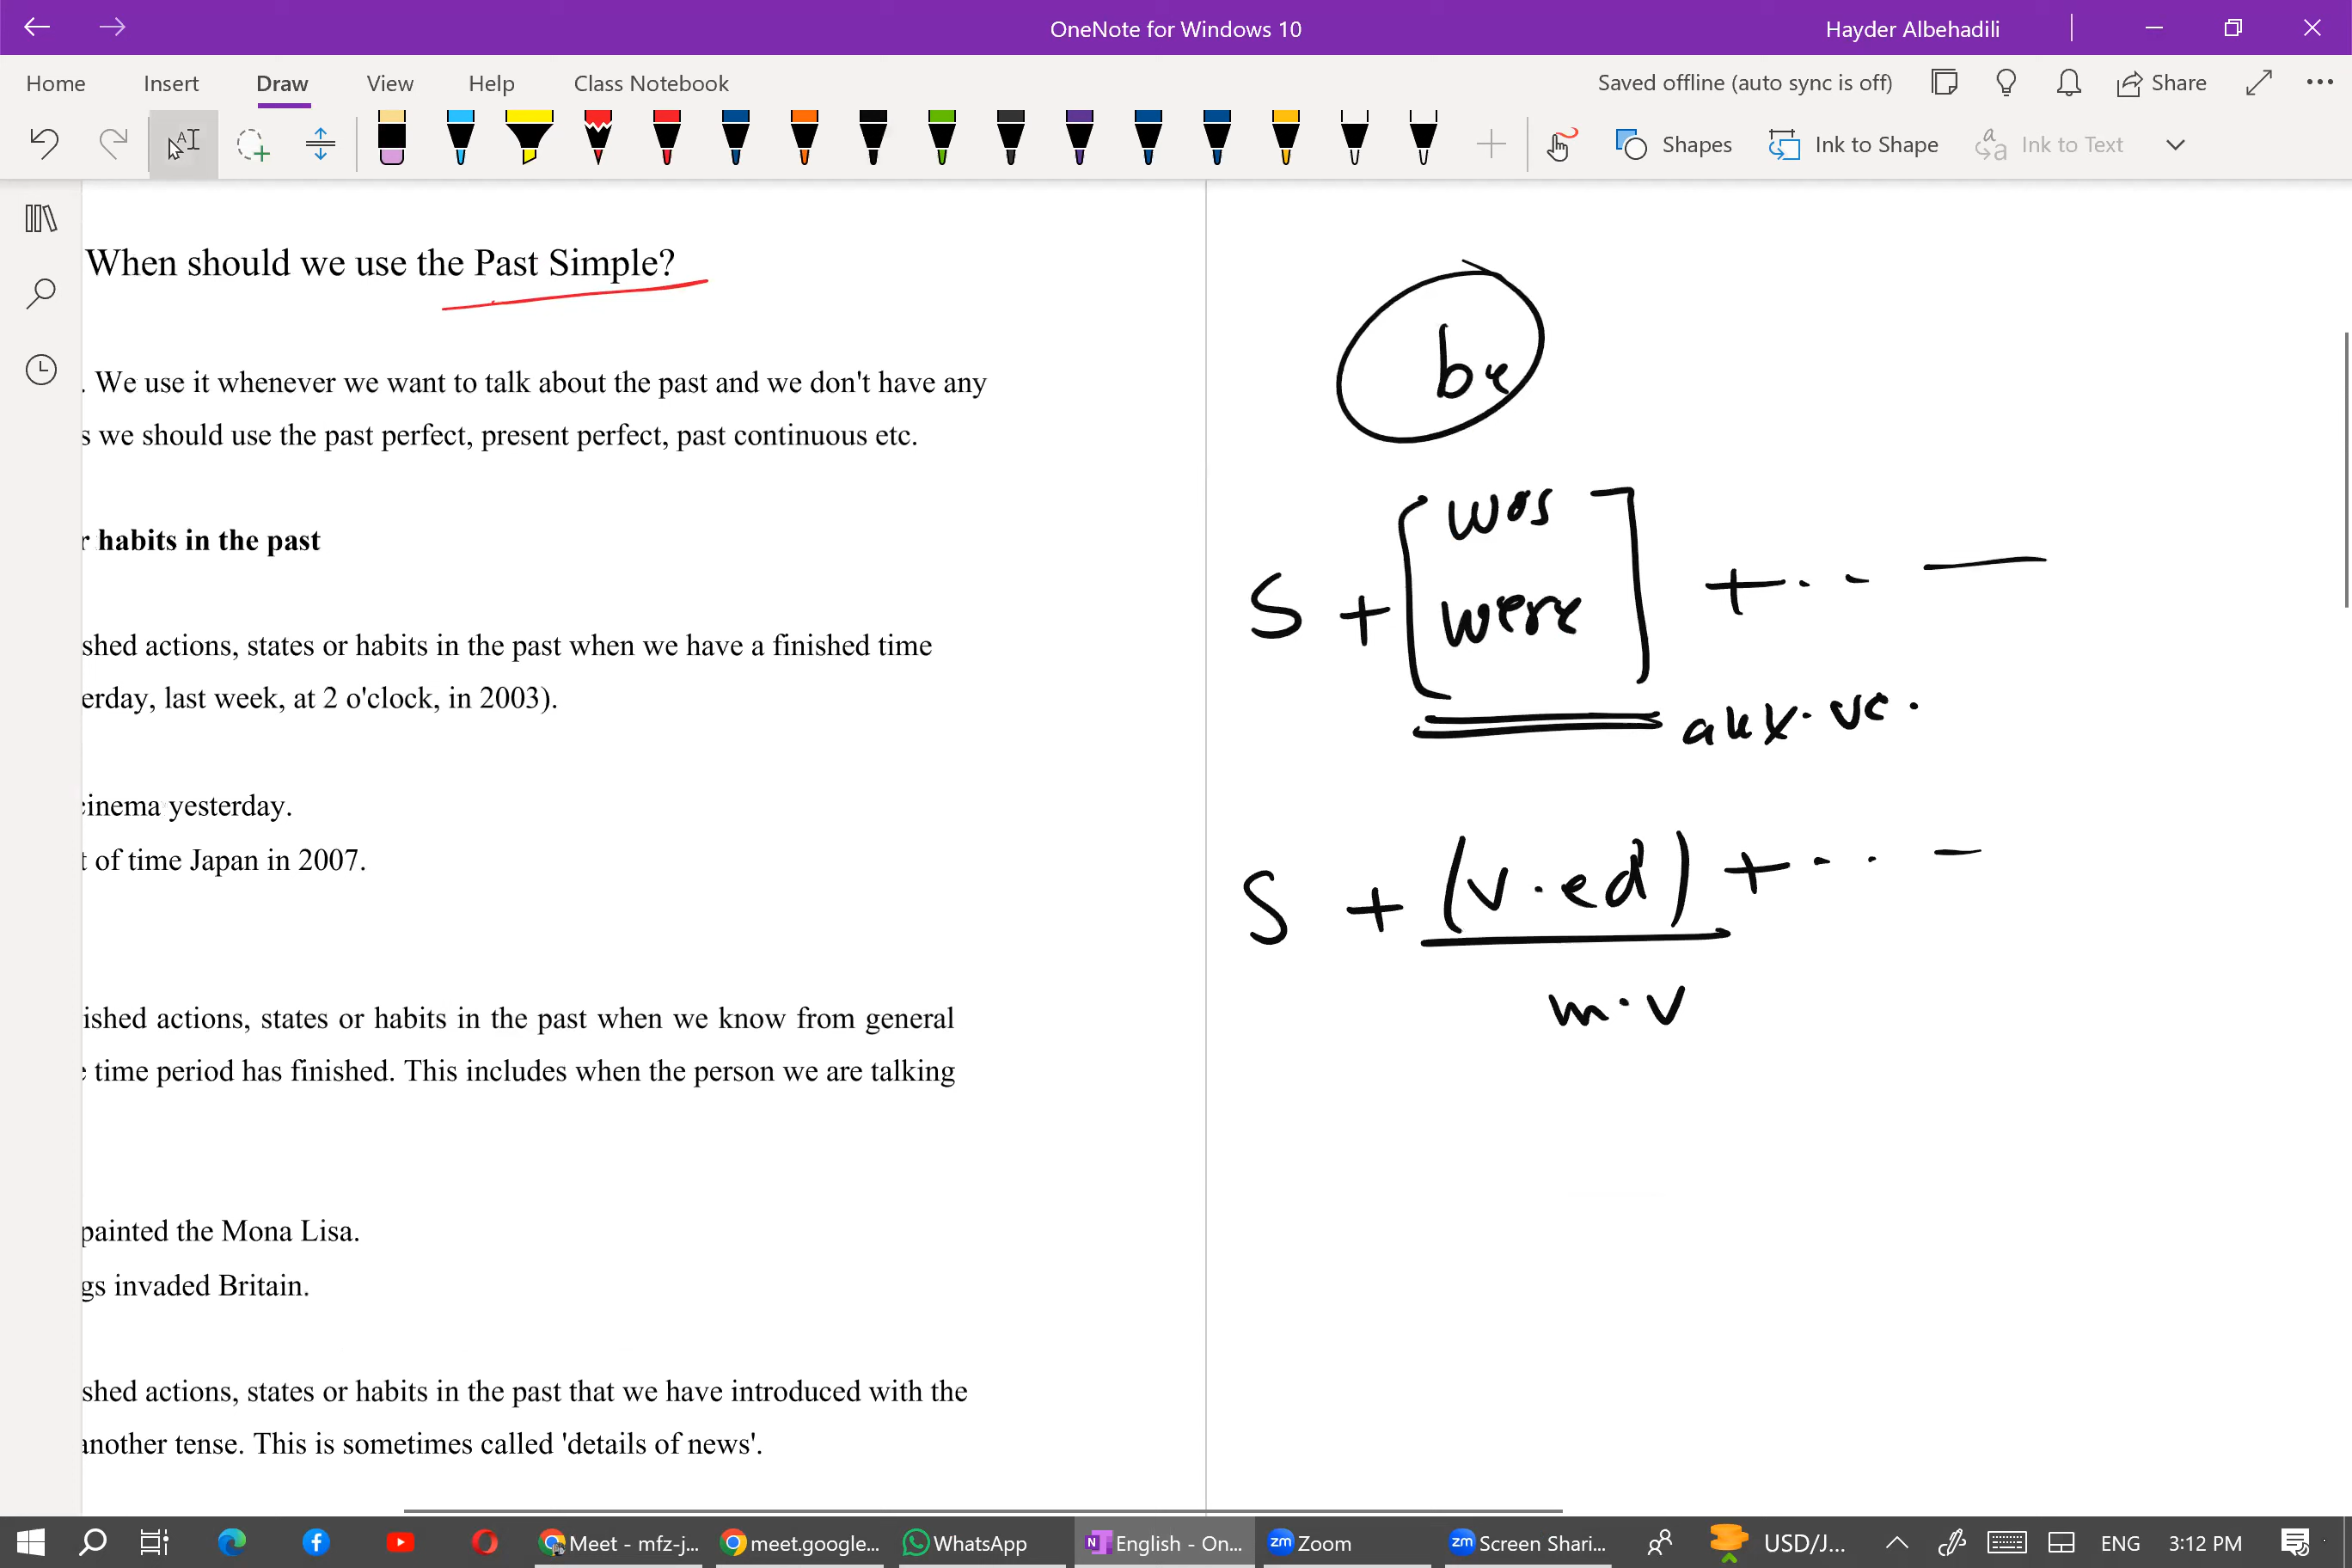 OneNote for Windows 10
Hayder Albehadili
Home Insert Draw View Help Class Notebook
Saved offline (auto sync is off) Share
Shapes Ink to Shape Ink to Text
When should we use the Past Simple?
. We use it whenever we want to talk about the past and we don't have any
s we should use the past perfect, present perfect, past continuous etc.
r habits in the past
shed actions, states or habits in the past when we have a finished time
erday, last week, at 2 o'clock, in 2003).
cinema yesterday.
t of time Japan in 2007.
ished actions, states or habits in the past when we know from general
e time period has finished. This includes when the person we are talking
painted the Mona Lisa.
gs invaded Britain.
shed actions, states or habits in the past that we have introduced with the
another tense. This is sometimes called 'details of news'.
be
was
S + were + ..
aux. ve.
S + (v.ed) + ...
m.v
Meet - mfz-j... meet.google... WhatsApp English - On... Zoom Screen Shari... USD/J... ENG 3:12 PM